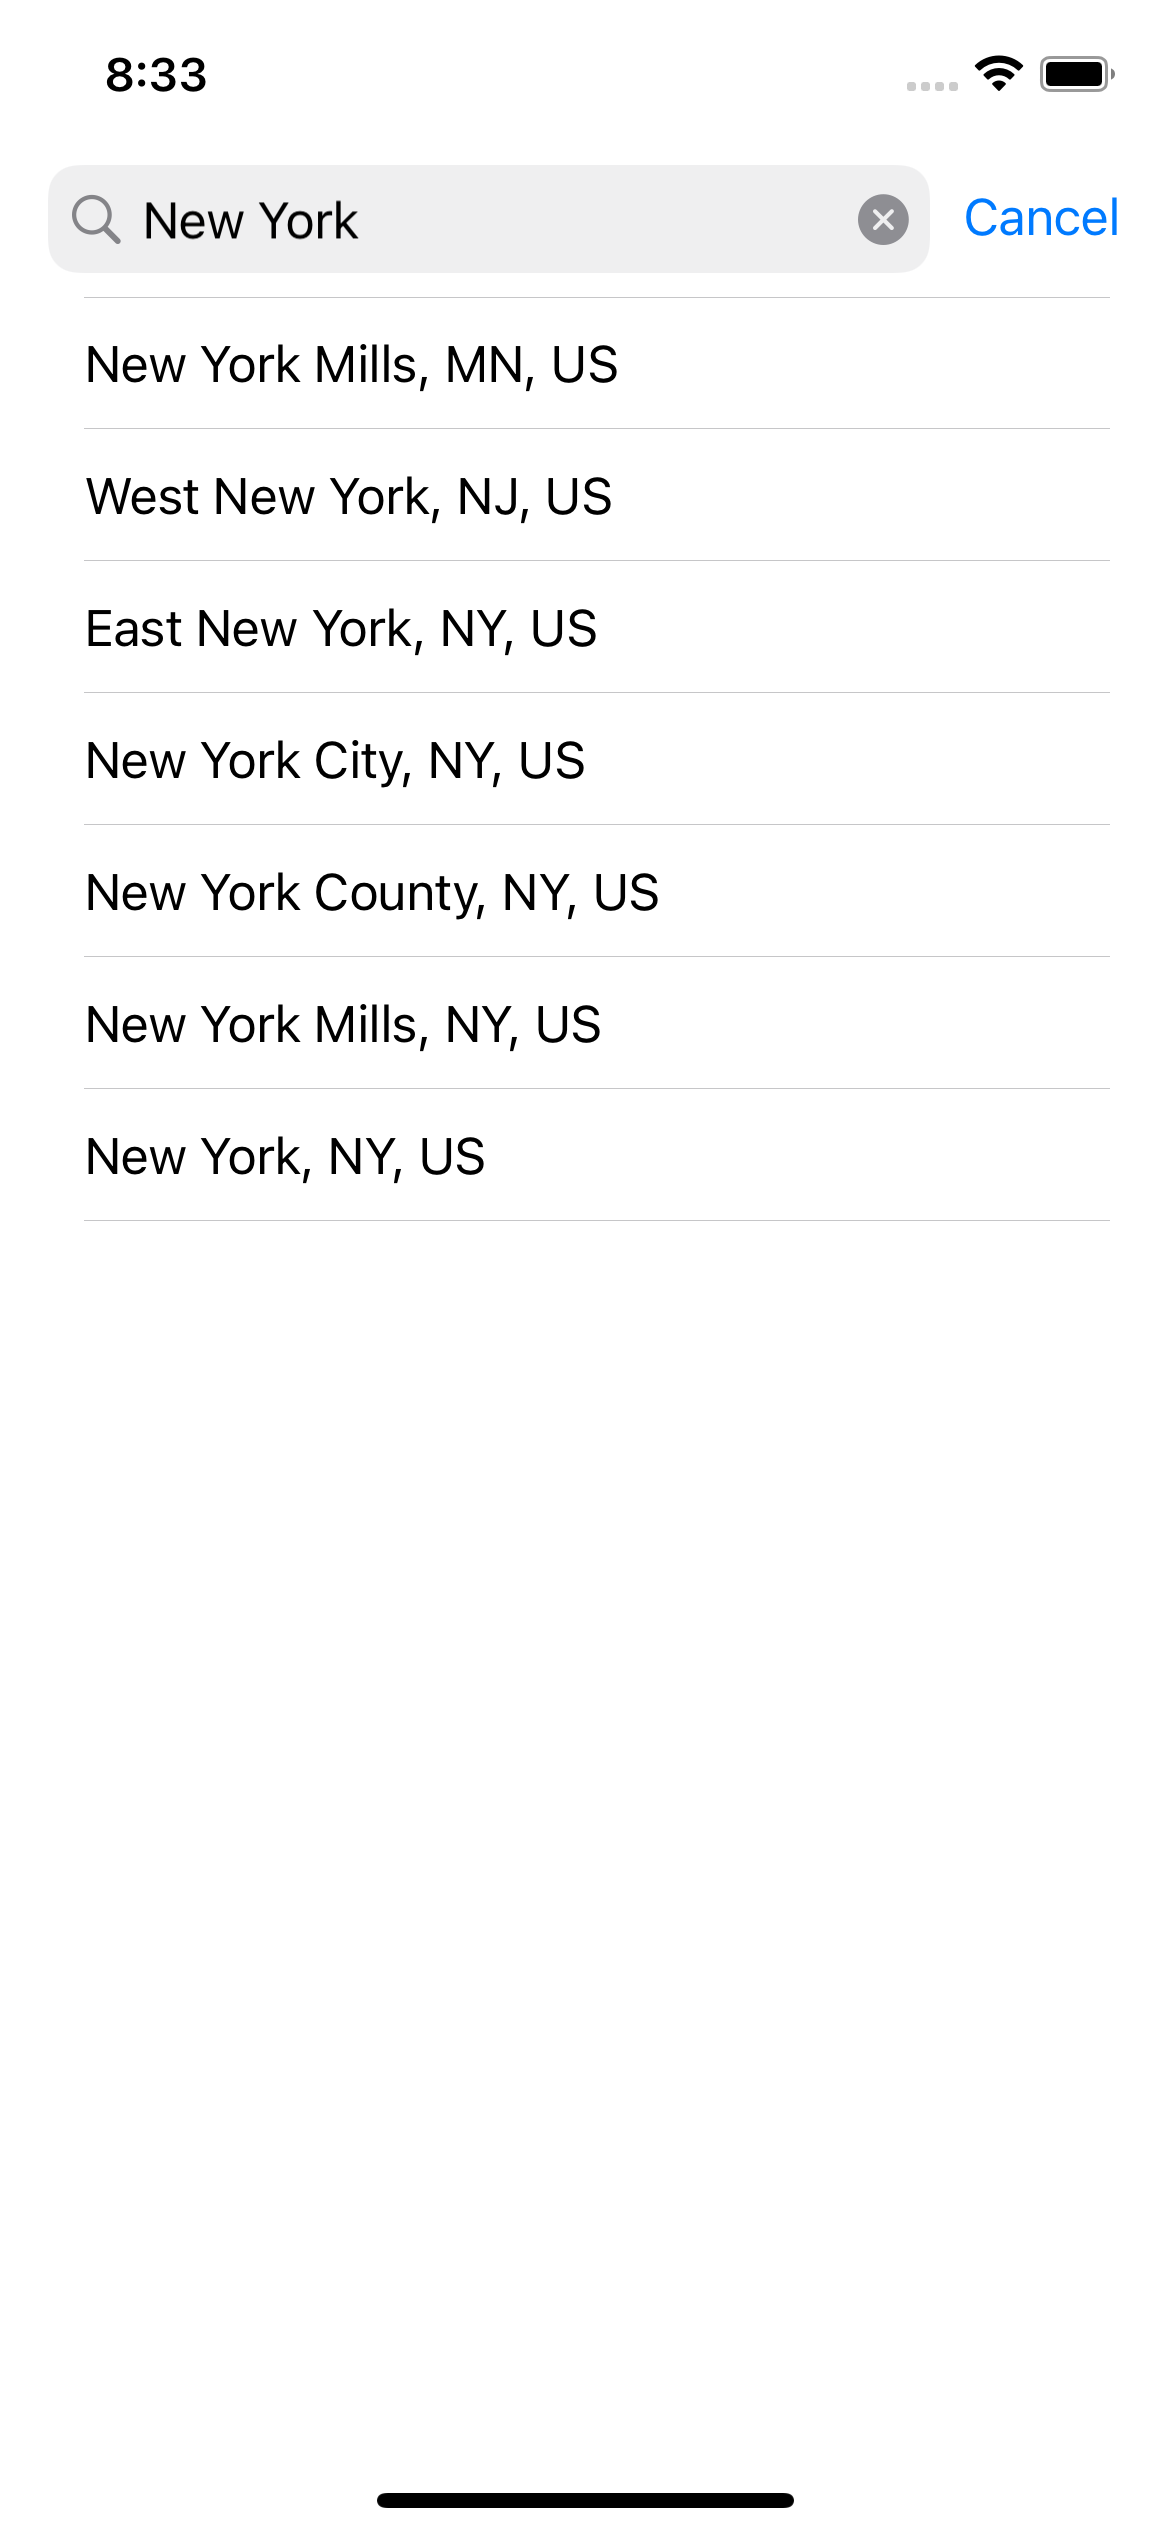 8:33
New York
Cancel
New York Mills, MN, US
West New York, NJ, US
East New York, NY, US
New York City, NY, US
New York County, NY, US
New York Mills, NY, US
New York, NY, US